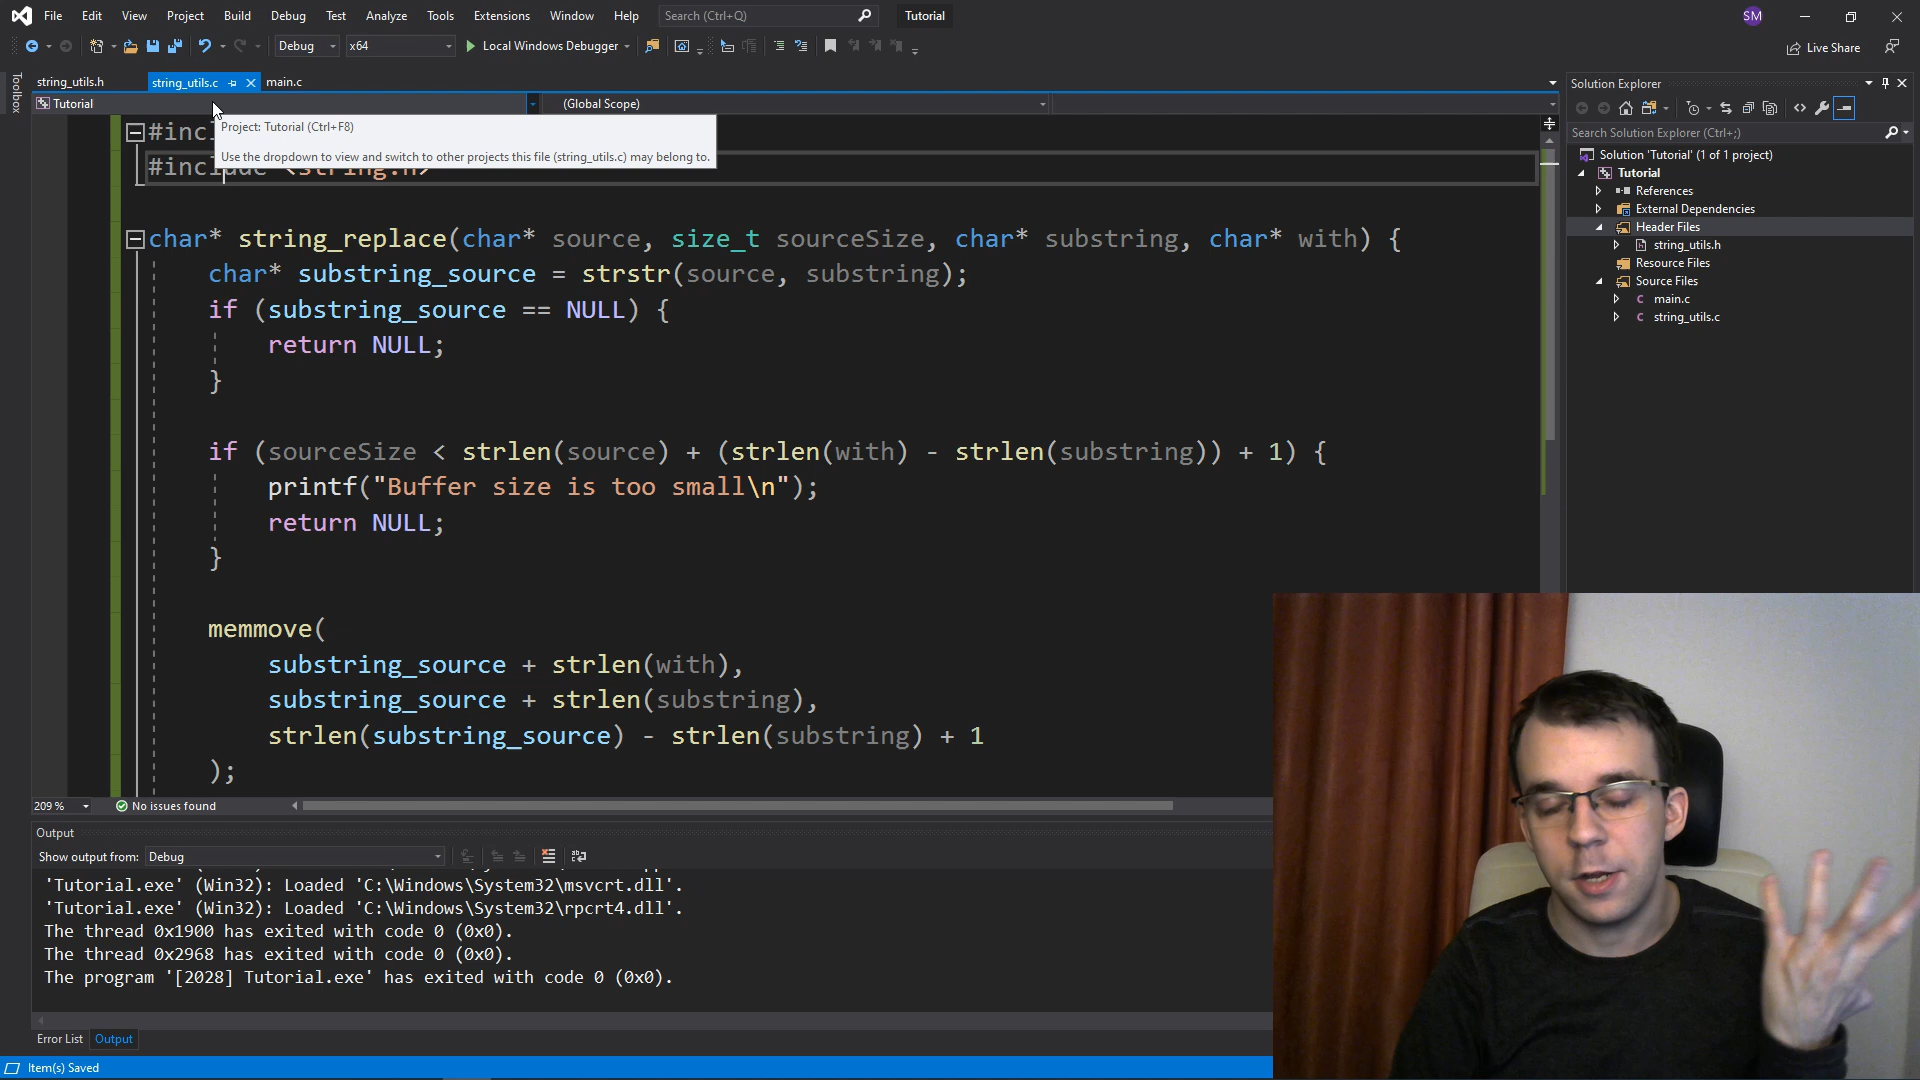 File Edit View Project Build Debug Test Analyze Tools Extensions Window Help Search (Ctrl+Q) Tutorial SM
Debug x64 Local Windows Debugger Live Share
Toolbox
string_utils.h string_utils.c main.c
Tutorial (Global Scope)
Project: Tutorial (Ctrl+F8)
Use the dropdown to view and switch to other projects this file (string_utils.c) may belong to.
#incl
#include <string.h>
char* string_replace(char* source, size_t sourceSize, char* substring, char* with) {
char* substring_source = strstr(source, substring);
if (substring_source == NULL) {
return NULL;
}
if (sourceSize < strlen(source) + (strlen(with) - strlen(substring)) + 1) {
printf("Buffer size is too small\n");
return NULL;
}
memmove(
substring_source + strlen(with),
substring_source + strlen(substring),
strlen(substring_source) - strlen(substring) + 1
);
209 % No issues found
Output
Show output from: Debug
'Tutorial.exe' (Win32): Loaded 'C:\Windows\System32\msvcrt.dll'.
'Tutorial.exe' (Win32): Loaded 'C:\Windows\System32\rpcrt4.dll'.
The thread 0x1900 has exited with code 0 (0x0).
The thread 0x2968 has exited with code 0 (0x0).
The program '[2028] Tutorial.exe' has exited with code 0 (0x0).
Error List Output
Item(s) Saved
Solution Explorer
Search Solution Explorer (Ctrl+;)
Solution 'Tutorial' (1 of 1 project)
Tutorial
References
External Dependencies
Header Files
string_utils.h
Resource Files
Source Files
main.c
string_utils.c